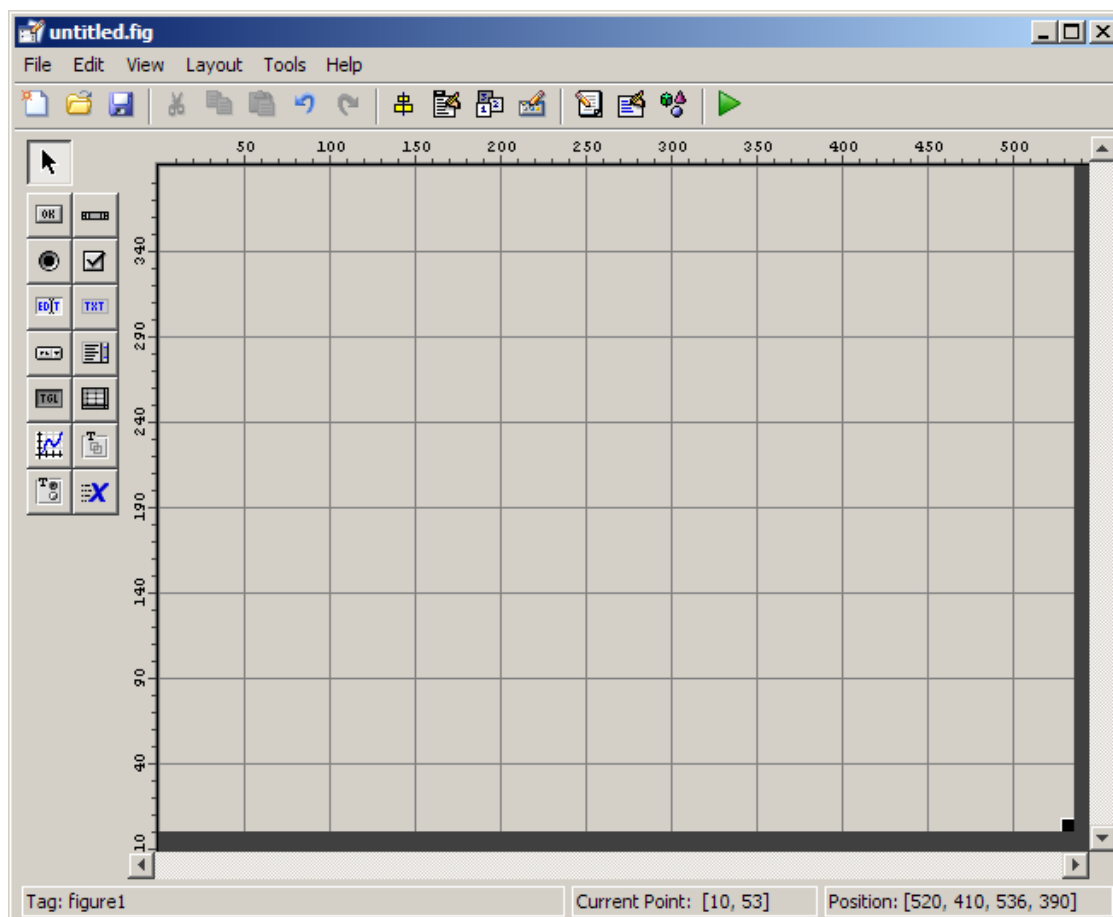 untitled.fig
File Edit View Layout Tools Help
50 100 150 200 250 300 350 400 450 500
OK
EDIT TXT
TGL
T
T X
340
290
240
190
140
90
40
10
Tag: figure1 Current Point: [10, 53] Position: [520, 410, 536, 390]